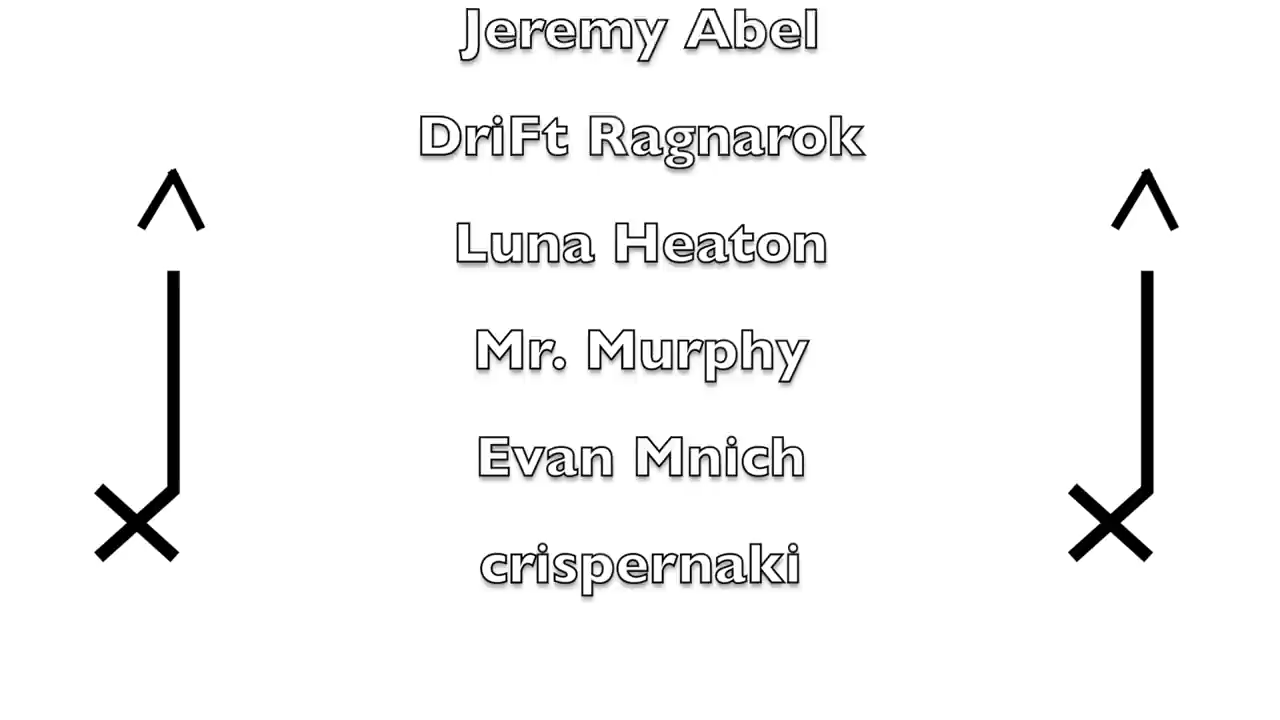 Jeremy Abel
DriFt Ragnarok
Luna Heaton
Mr. Murphy
Evan Mnich
crispernaki